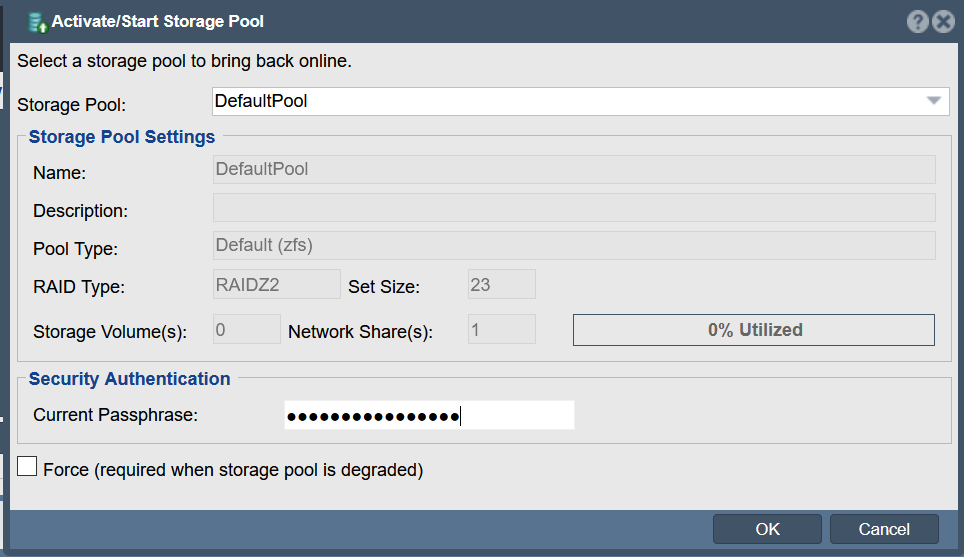 Activate/Start Storage Pool
Select a storage pool to bring back online.
Storage Pool: DefaultPool
Storage Pool Settings
Name: DefaultPool
Description:
Pool Type: Default (zfs)
RAID Type: RAIDZ2 Set Size: 23
Storage Volume(s): 0 Network Share(s): 1 0% Utilized
Security Authentication
Current Passphrase: ●●●●●●●●●●●●●●●●
Force (required when storage pool is degraded)
OK Cancel